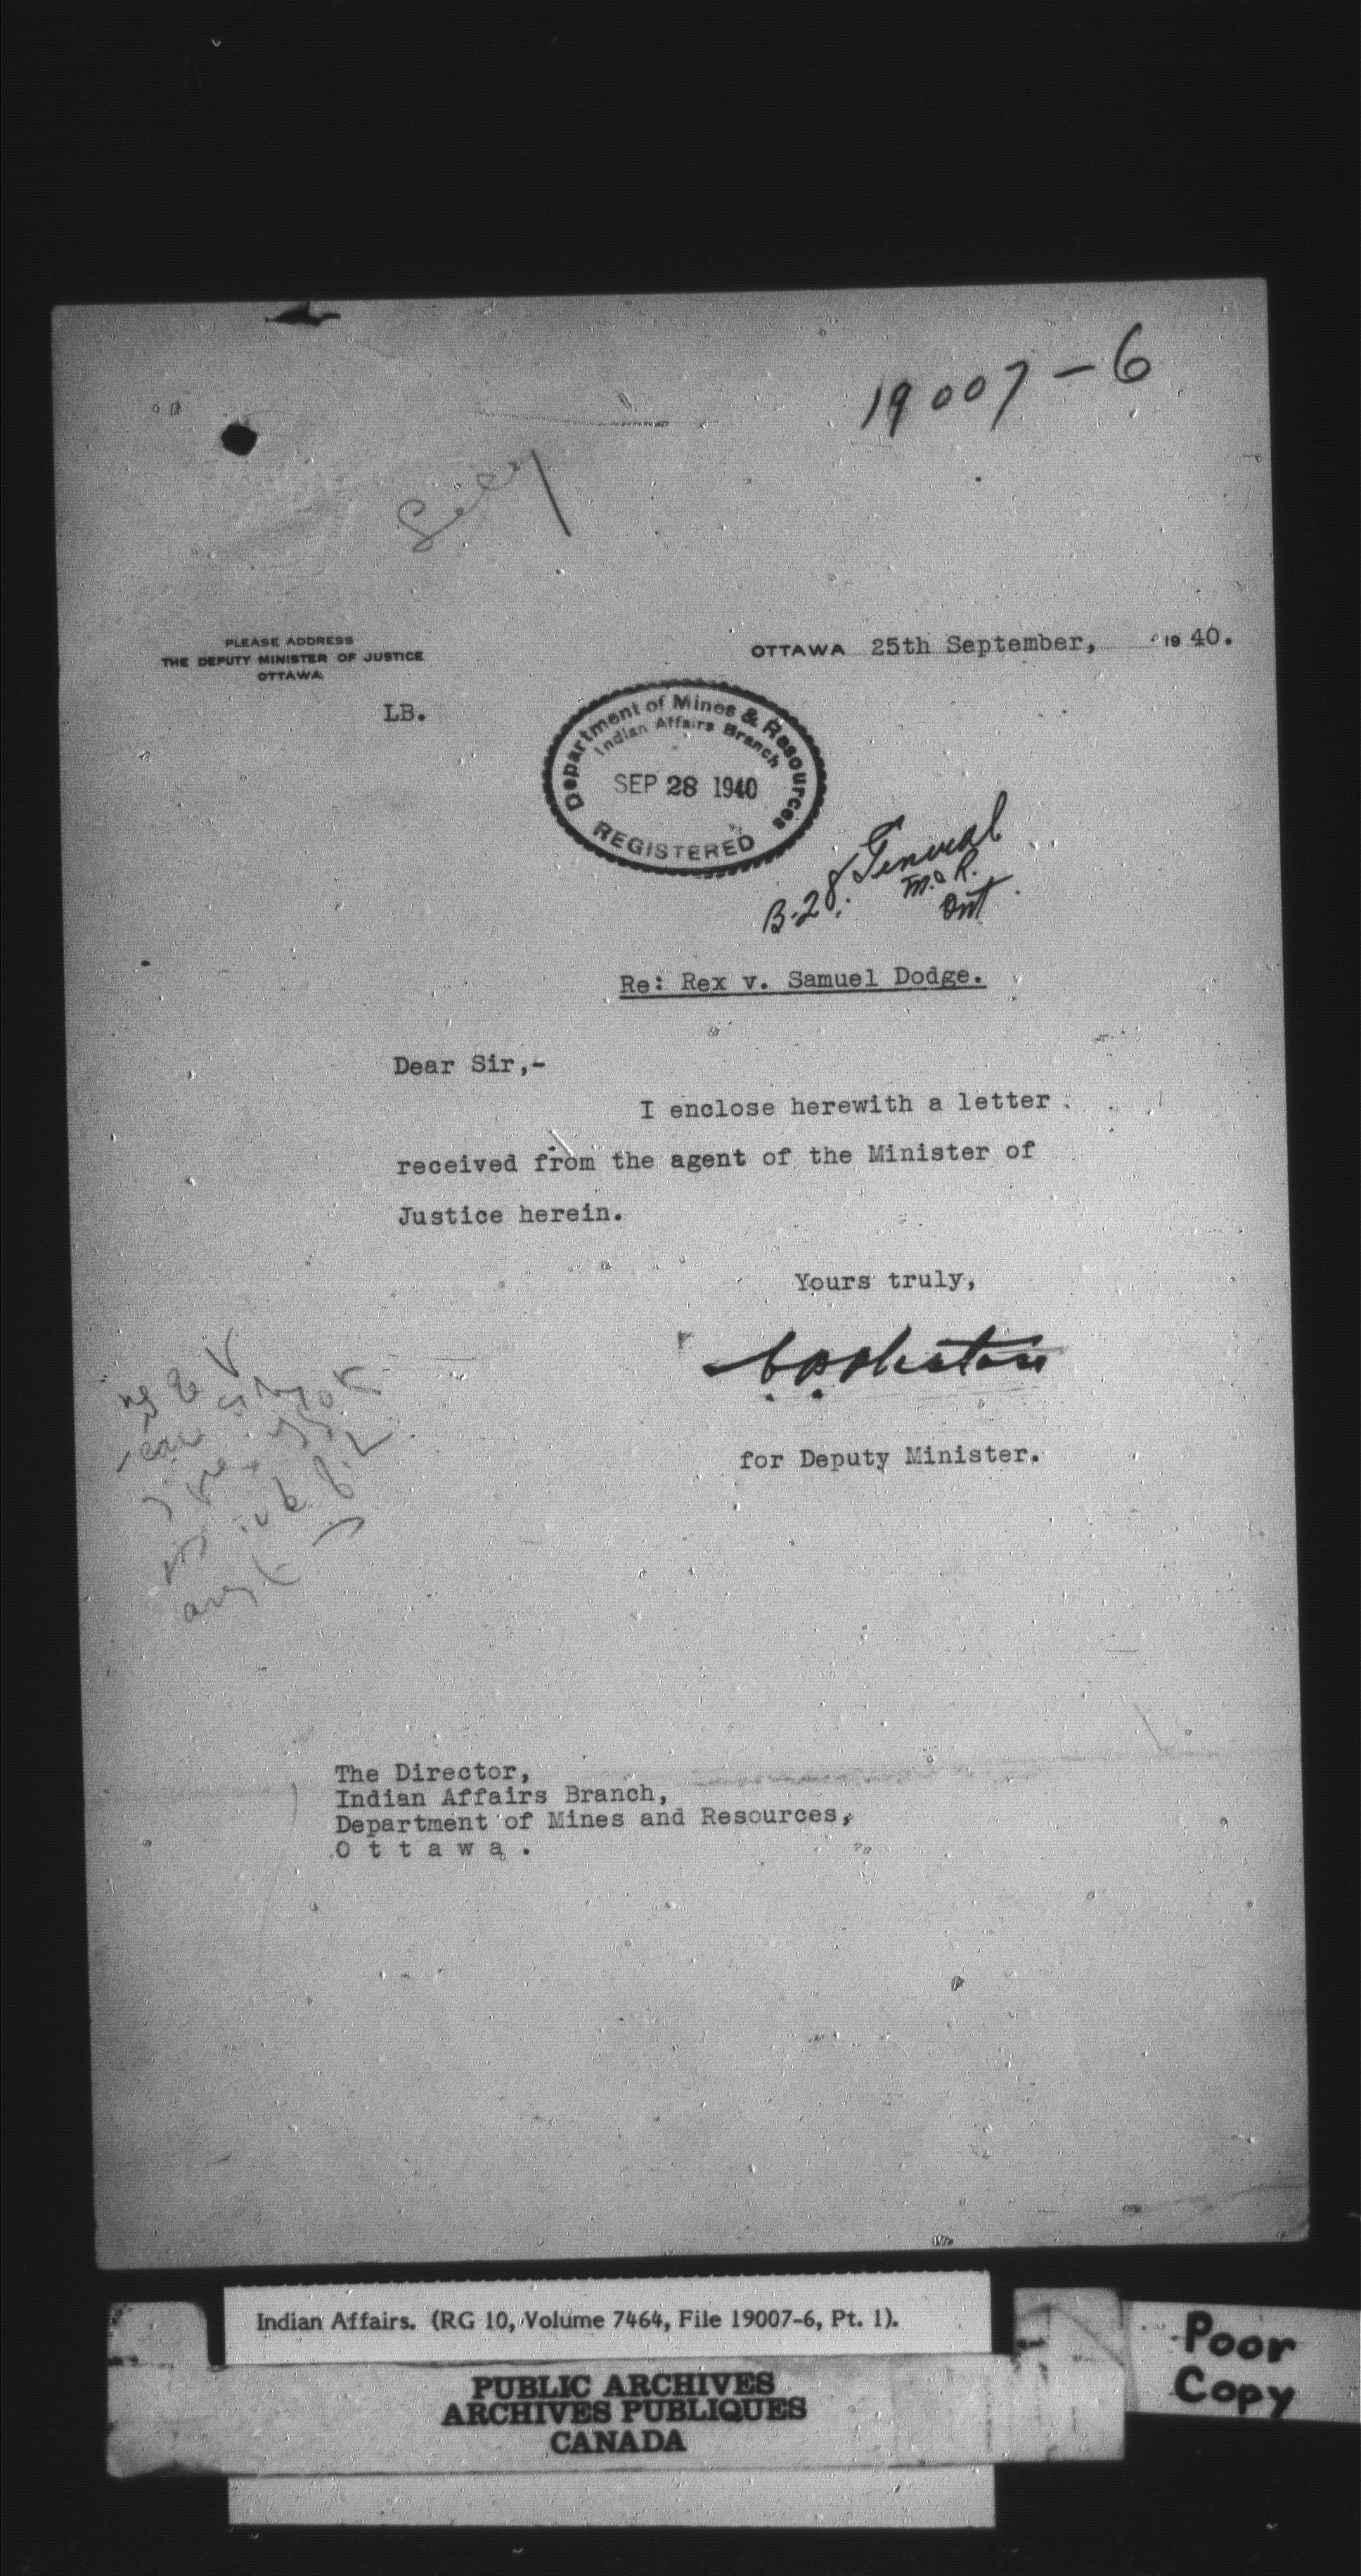 19007-6
PLEASE ADDRESS
THE DEPUTY MINISTER OF JUSTICE
OTTAWA
OTTAWA 25th September, 1940.
LB.
Department of Mines & Resources
Indian Affairs Branch
SEP 28 1940
REGISTERED
B-28. General
Ont.
Re: Rex v. Samuel Dodge.
Dear Sir,-
I enclose herewith a letter
received from the agent of the Minister of
Justice herein.
Yours truly,
for Deputy Minister.
The Director,
Indian Affairs Branch,
Department of Mines and Resources,
O t t a w a .
Indian Affairs. (RG 10, Volume 7464, File 19007-6, Pt. 1).
PUBLIC ARCHIVES
ARCHIVES PUBLIQUES
CANADA
Poor
Copy